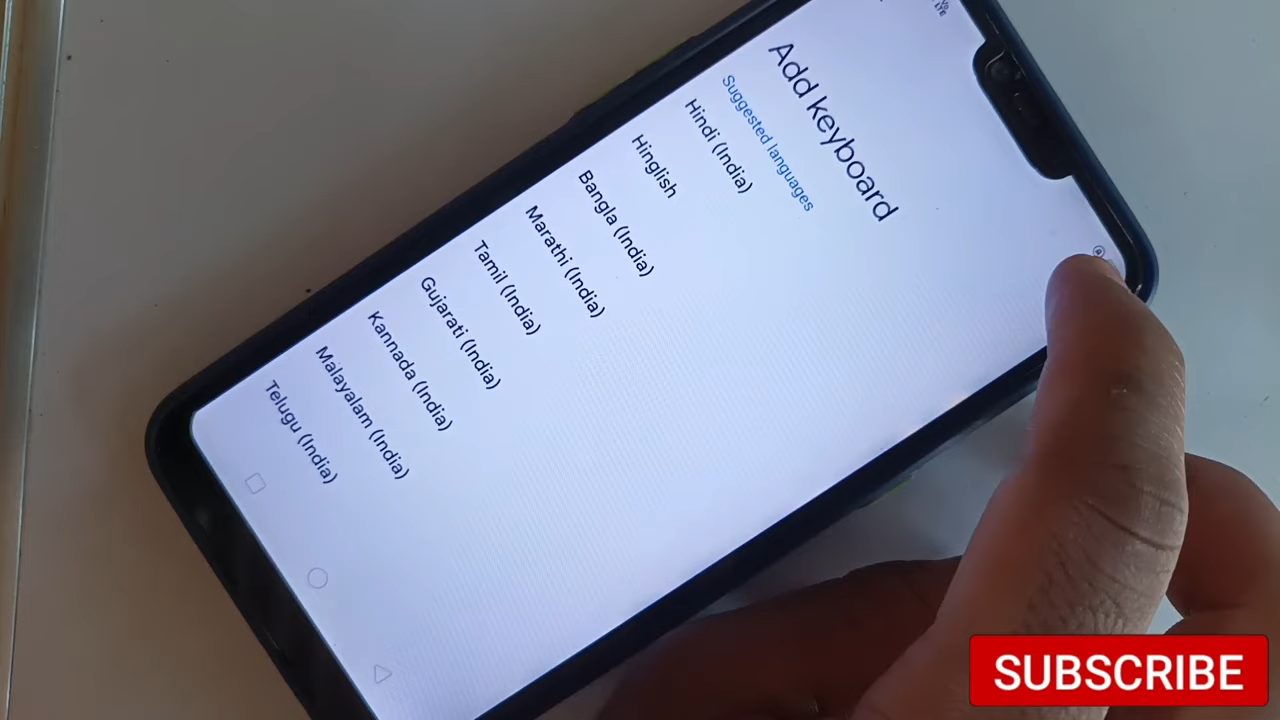 Add keyboard
Suggested languages
Hindi (India)
Hinglish
Bangla (India)
Marathi (India)
Tamil (India)
Gujarati (India)
Kannada (India)
Malayalam (India)
Telugu (India)
SUBSCRIBE